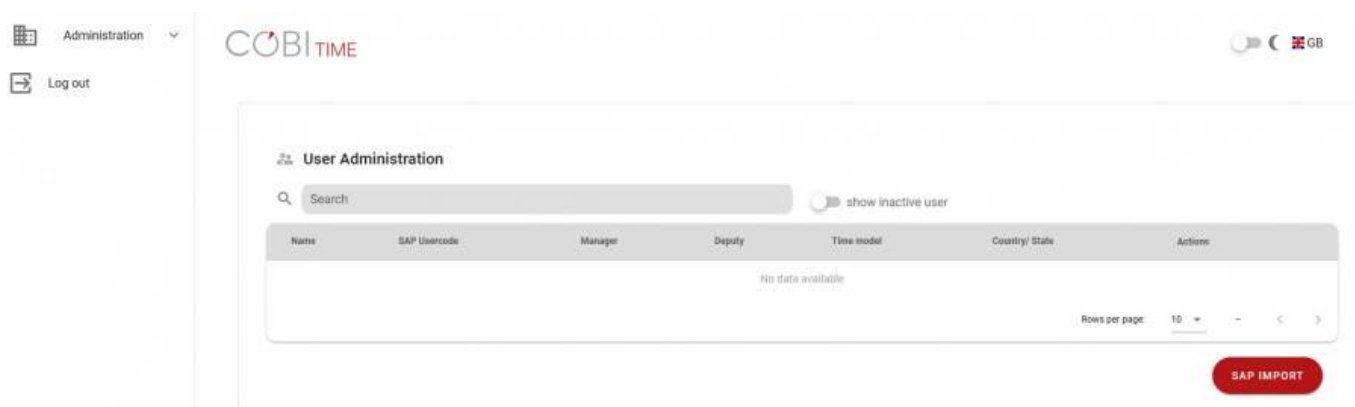 Administration
Log out
COBI TIME
GB
User Administration
Search
show inactive user
Name SAP Usercode Manager Deputy Time model Country/ State Actions
No data available
Rows per page: 10 –
SAP IMPORT